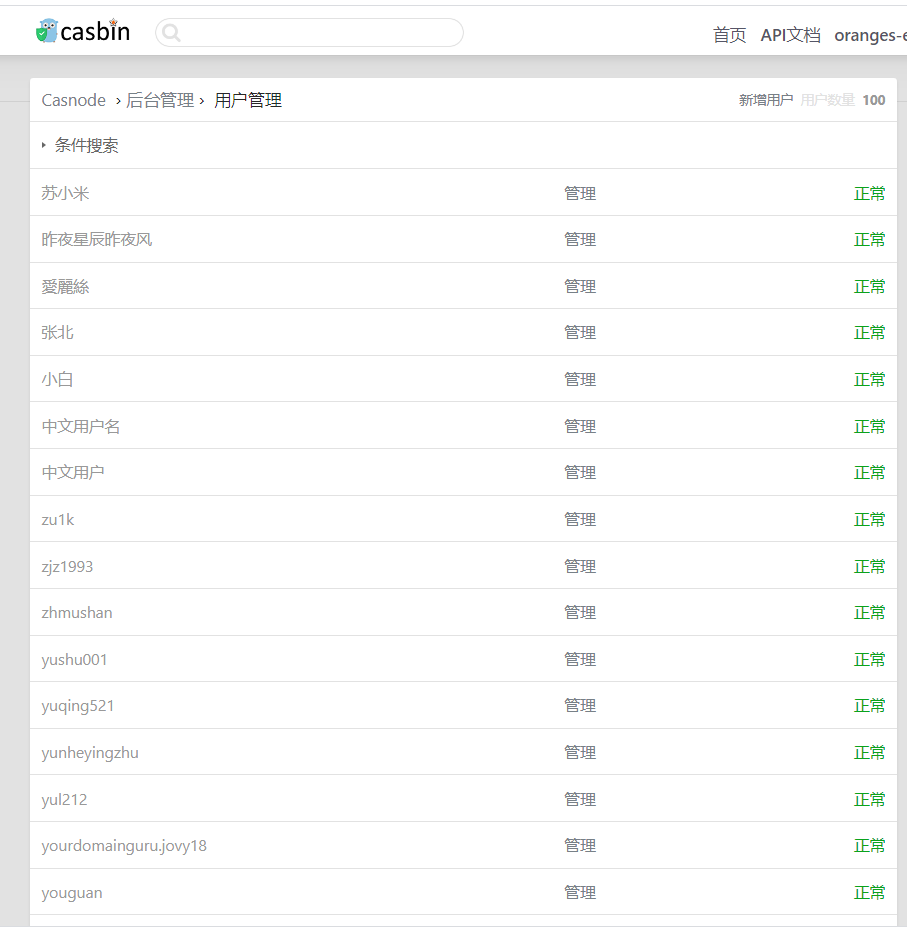 casbin 首页 API文档
Casnode › 后台管理 › 用户管理 新增用户 用户数量 100
条件搜索
苏小米 管理 正常
昨夜星辰昨夜风 管理 正常
愛麗絲 管理 正常
张北 管理 正常
小白 管理 正常
中文用户名 管理 正常
中文用户 管理 正常
zu1k 管理 正常
zjz1993 管理 正常
zhmushan 管理 正常
yushu001 管理 正常
yuqing521 管理 正常
yunheyingzhu 管理 正常
yul212 管理 正常
yourdomainguru.jovy18 管理 正常
youguan 管理 正常